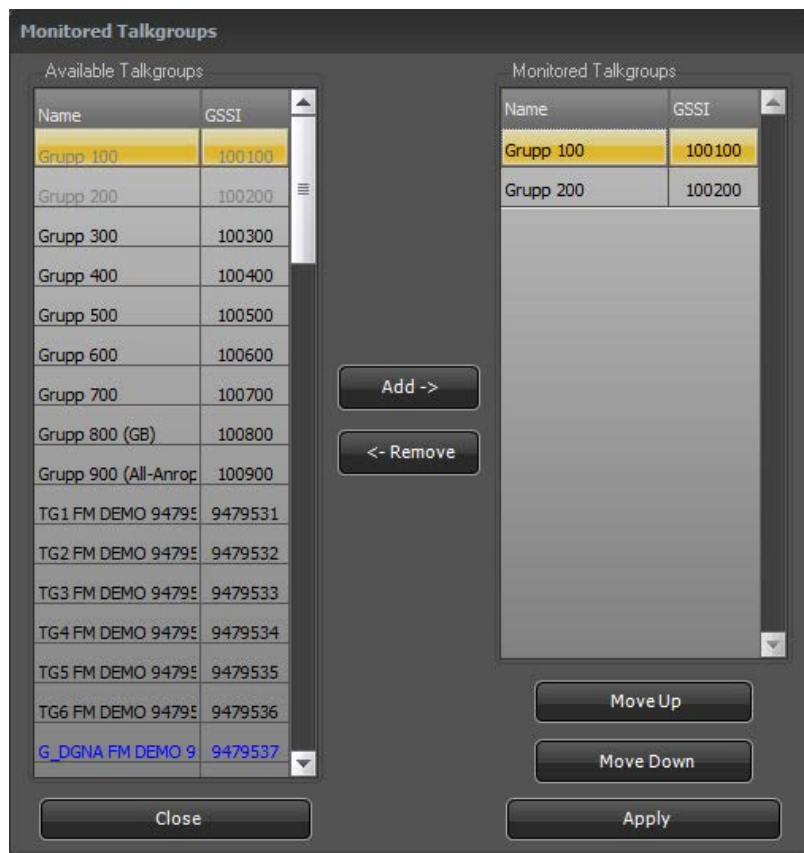 Monitored Talkgroups
Available Talkgroups
Name GSSI
Grupp 100 100100
Grupp 200 100200
Grupp 300 100300
Grupp 400 100400
Grupp 500 100500
Grupp 600 100600
Grupp 700 100700
Grupp 800 (GB) 100800
Grupp 900 (All-Anrop 100900
TG1 FM DEMO 94795 9479531
TG2 FM DEMO 94795 9479532
TG3 FM DEMO 94795 9479533
TG4 FM DEMO 94795 9479534
TG5 FM DEMO 94795 9479535
TG6 FM DEMO 94795 9479536
G_DGNA FM DEMO 9 9479537
Close
Add ->
<- Remove
Monitored Talkgroups
Name GSSI
Grupp 100 100100
Grupp 200 100200
Move Up
Move Down
Apply